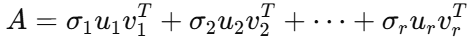 A = σ₁u₁v₁ᵀ + σ₂u₂v₂ᵀ + ⋯ + σᵣuᵣvᵣᵀ